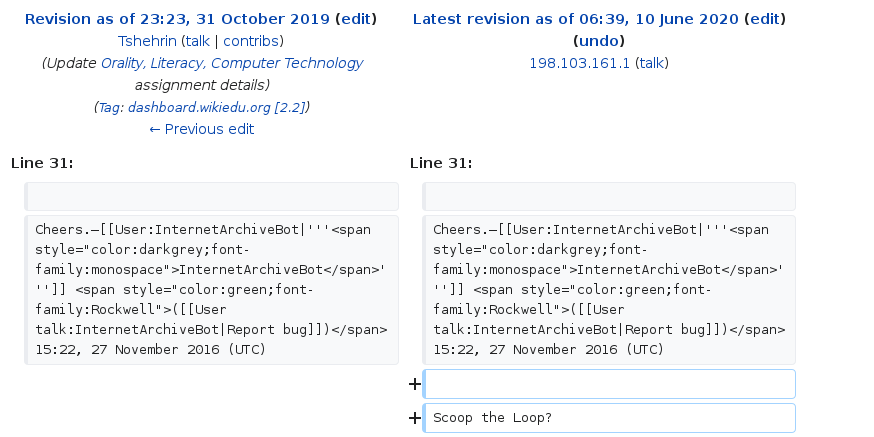 Revision as of 23:23, 31 October 2019 (edit)
Tshehrin (talk | contribs)
(Update Orality, Literacy, Computer Technology
assignment details)
(Tag: dashboard.wikiedu.org [2.2])
← Previous edit
Latest revision as of 06:39, 10 June 2020 (edit)
(undo)
198.103.161.1 (talk)
Line 31:
Cheers.—[[User:InternetArchiveBot|'''<span
style="color:darkgrey;font-
family:monospace">InternetArchiveBot</span>'
'']] <span style="color:green;font-
family:Rockwell">([[User
talk:InternetArchiveBot|Report bug]])</span>
15:22, 27 November 2016 (UTC)
Line 31:
Cheers.—[[User:InternetArchiveBot|'''<span
style="color:darkgrey;font-
family:monospace">InternetArchiveBot</span>'
'']] <span style="color:green;font-
family:Rockwell">([[User
talk:InternetArchiveBot|Report bug]])</span>
15:22, 27 November 2016 (UTC)
+
+ Scoop the Loop?